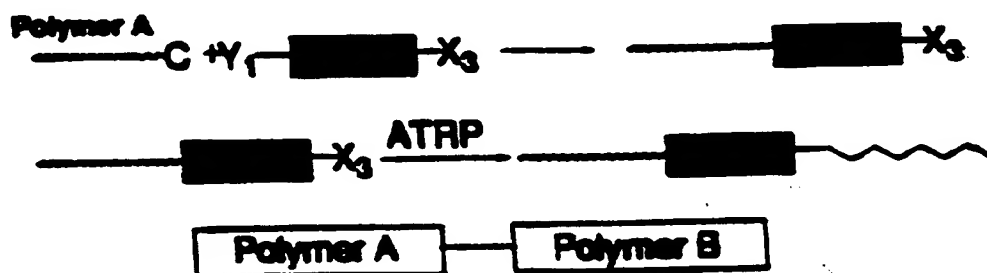 Polymer A
C +Y1 X3 X3
X3 ATRP
Polymer A Polymer B